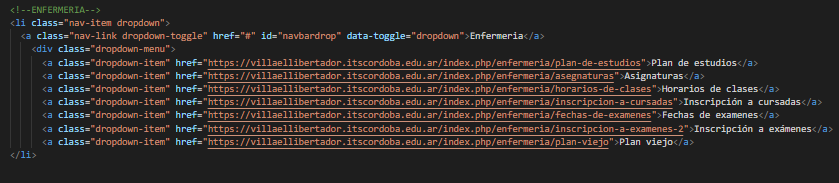 <!--ENFERMERIA-->
<li class="nav-item dropdown">
<a class="nav-link dropdown-toggle" href="#" id="navbardrop" data-toggle="dropdown">Enfermeria</a>
<div class="dropdown-menu">
<a class="dropdown-item" href="https://villaellibertador.itscordoba.edu.ar/index.php/enfermeria/plan-de-estudios">Plan de estudios</a>
<a class="dropdown-item" href="https://villaellibertador.itscordoba.edu.ar/index.php/enfermeria/asegnaturas">Asignaturas</a>
<a class="dropdown-item" href="https://villaellibertador.itscordoba.edu.ar/index.php/enfermeria/horarios-de-clases">Horarios de clases</a>
<a class="dropdown-item" href="https://villaellibertador.itscordoba.edu.ar/index.php/enfermeria/inscripcion-a-cursadas">Inscripción a cursadas</a>
<a class="dropdown-item" href="https://villaellibertador.itscordoba.edu.ar/index.php/enfermeria/fechas-de-examenes">Fechas de examenes</a>
<a class="dropdown-item" href="https://villaellibertador.itscordoba.edu.ar/index.php/enfermeria/inscripcion-a-examenes-2">Inscripción a exámenes</a>
<a class="dropdown-item" href="https://villaellibertador.itscordoba.edu.ar/index.php/enfermeria/plan-viejo">Plan viejo</a>
</li>